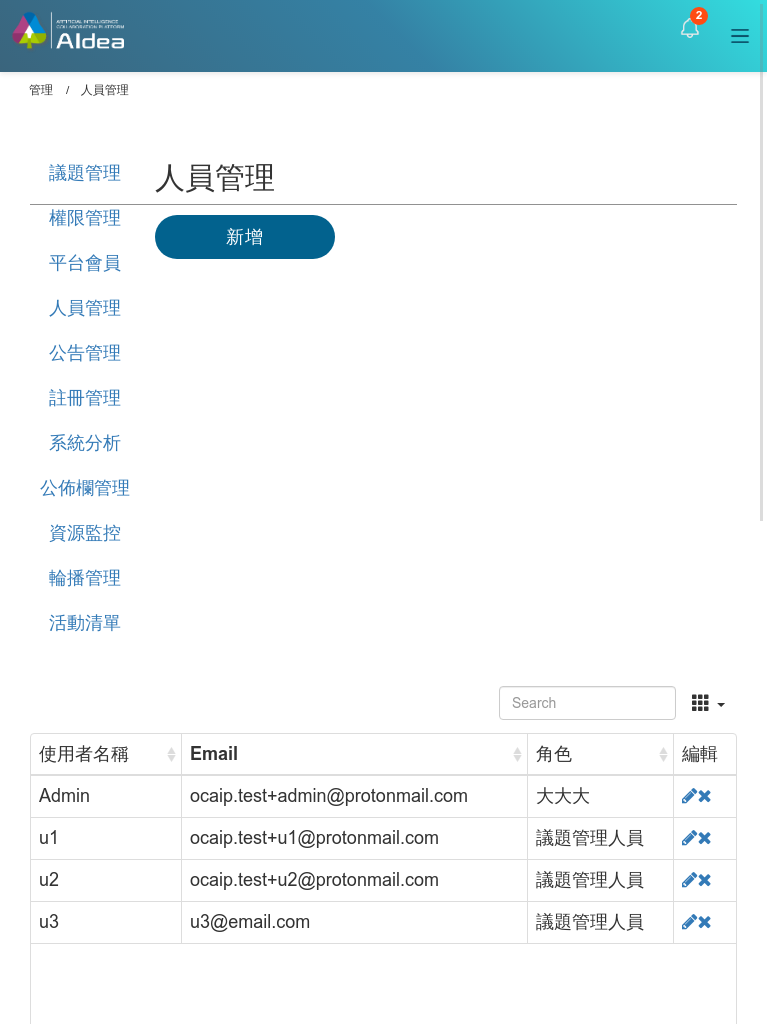 ARTIFICIAL INTELLIGENCE
COLLABORATION PLATFORM
AIdea
2
管理 / 人員管理
議題管理
權限管理
平台會員
人員管理
公告管理
註冊管理
系統分析
公佈欄管理
資源監控
輪播管理
活動清單
人員管理
新增
Search
使用者名稱 Email 角色 編輯
Admin ocaip.test+admin@protonmail.com 大大大
u1 ocaip.test+u1@protonmail.com 議題管理人員
u2 ocaip.test+u2@protonmail.com 議題管理人員
u3 u3@email.com 議題管理人員